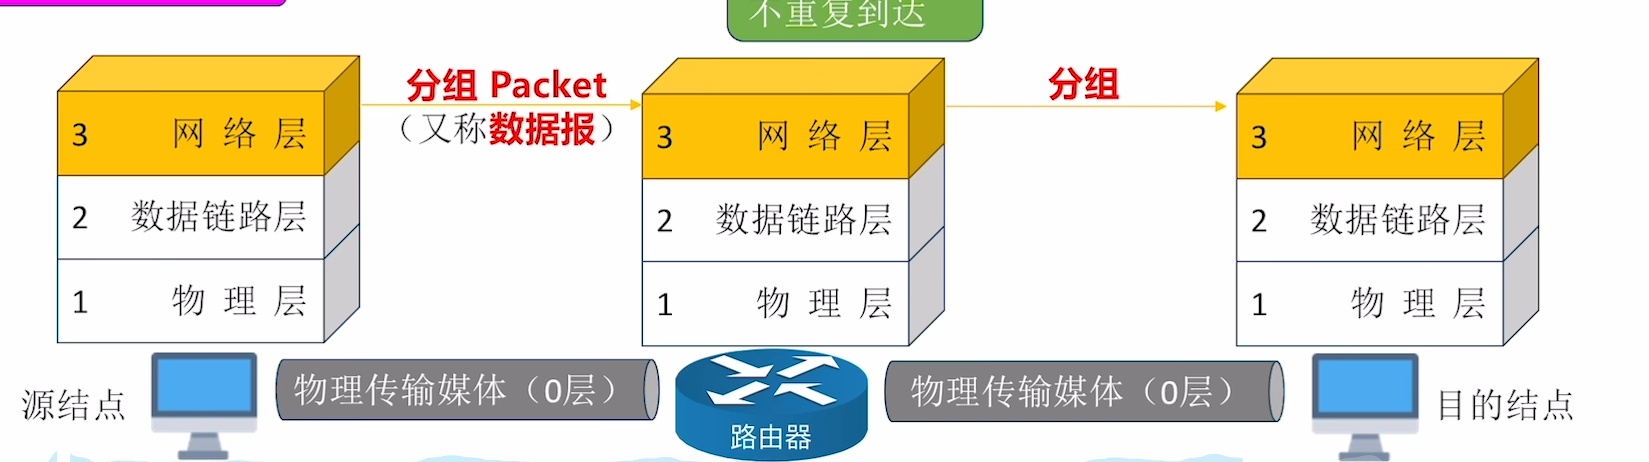 不重复到达
分组 Packet
（又称数据报）
分组
3 网络层
2 数据链路层
1 物理层
3 网络层
2 数据链路层
1 物理层
3 网络层
2 数据链路层
1 物理层
源结点
物理传输媒体（0层）
路由器
物理传输媒体（0层）
目的结点